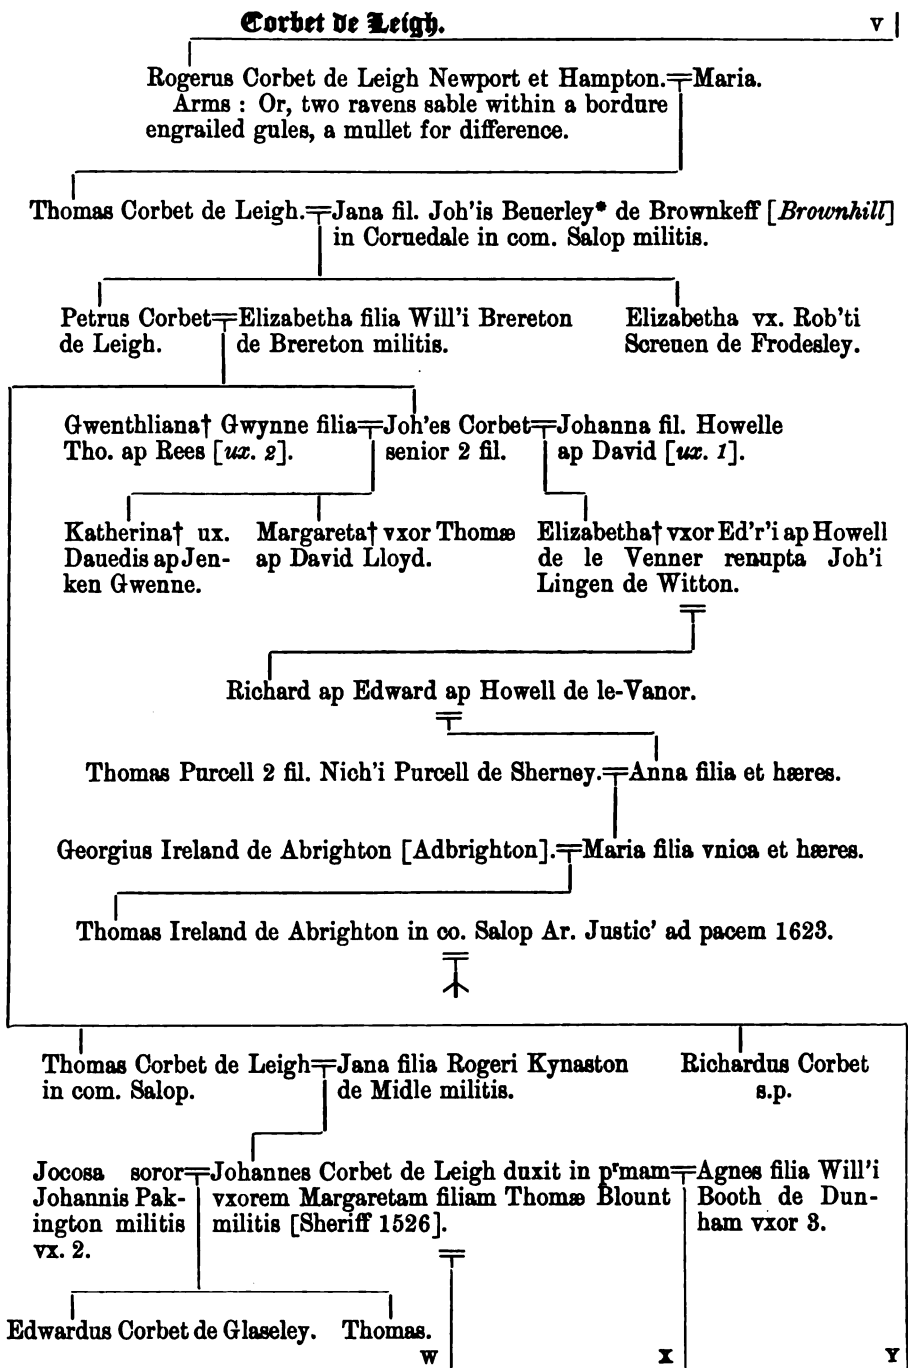 Corbet de Leigh.
V
Rogerus Corbet de Leigh Newport et Hampton.=Maria.
Arms : Or, two ravens sable within a bordure
engrailed gules, a mullet for difference.
Thomas Corbet de Leigh.=Jana fil. Joh'is Beuerley* de Brownkeff [Brownhill]
in Coruedale in com. Salop militis.
Petrus Corbet=Elizabetha filia Will'i Brereton
de Leigh. de Brereton militis.
Elizabetha vx. Rob'ti
Screuen de Frodesley.
Gwenthliana† Gwynne filia=Joh'es Corbet=Johanna fil. Howelle
Tho. ap Rees [ux. 2]. senior 2 fil. ap David [ux. 1].
Katherina† ux.
Dauedis ap Jen-
ken Gwenne.
Margareta† vxor Thomæ
ap David Lloyd.
Elizabetha† vxor Ed'r'i ap Howell
de le Venner renupta Joh'i
Lingen de Witton.
Richard ap Edward ap Howell de le-Vanor.
Thomas Purcell 2 fil. Nich'i Purcell de Sherney.=Anna filia et hæres.
Georgius Ireland de Abrighton [Adbrighton].=Maria filia vnica et hæres.
Thomas Ireland de Abrighton in co. Salop Ar. Justic' ad pacem 1623.
Thomas Corbet de Leigh=Jana filia Rogeri Kynaston
in com. Salop. de Midle militis.
Richardus Corbet
s.p.
Jocosa soror=Johannes Corbet de Leigh duxit in prmam=Agnes filia Will'i
Johannis Pak- vxorem Margaretam filiam Thomæ Blount Booth de Dun-
ington militis militis [Sheriff 1526]. ham vxor 3.
vx. 2.
Edwardus Corbet de Glaseley. Thomas.
W X Y